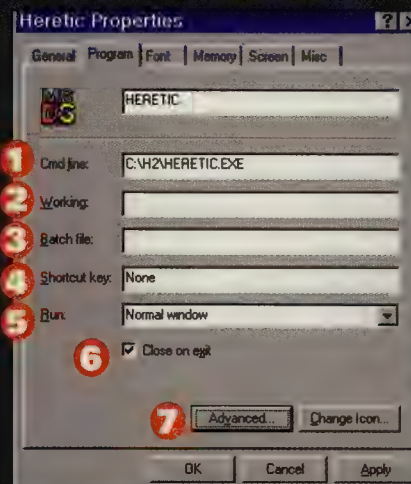 Heretic Properties ? X
General Program Font Memory Screen Misc
MS DOS HERETIC
1 Cmd line: C:\H2\HERETIC.EXE
2 Working:
3 Batch file:
4 Shortcut key: None
5 Run: Normal window
6 Close on exit
7 Advanced... Change Icon...
OK Cancel Apply